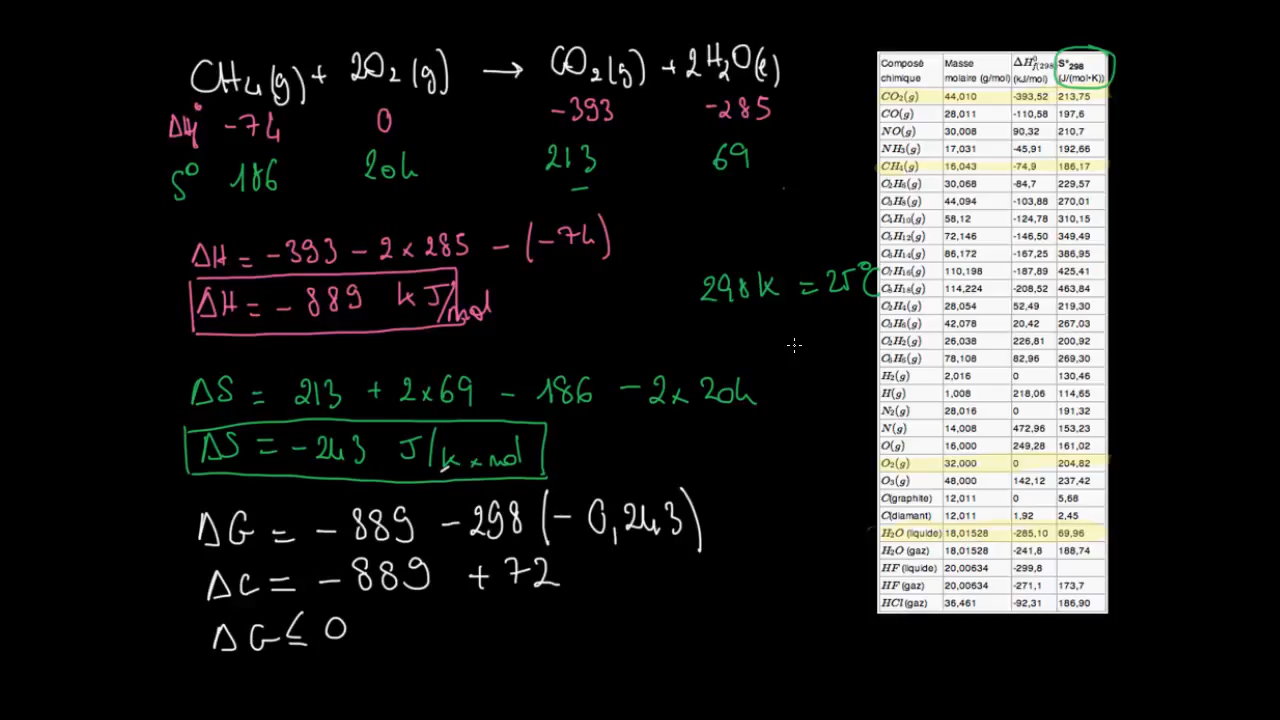 CH₄(g) + 2O₂(g) → CO₂(g) + 2H₂O(l)
ΔH° -74 0 -393 -285
S° 186 204 213 69
ΔH = -393 - 2 × 285 - (-74)
ΔH = - 889 kJ/mol
298 K = 25°C
ΔS = 213 + 2×69 - 186 - 2× 204
ΔS = - 243 J/K×mol
ΔG = - 889 - 298 (- 0,243)
ΔG = - 889 + 72
ΔG ≤ 0
Composé chimique Masse molaire (g/mol) ΔH⁰f(298) (kJ/mol) S°298 (J/(mol·K))
CO₂(g) 44,010 -393,52 213,75
CO(g) 28,011 -110,58 197,6
NO(g) 30,008 90,32 210,7
NH₃(g) 17,031 -45,91 192,66
CH₄(g) 16,043 -74,9 186,17
C₂H₆(g) 30,068 -84,7 229,57
C₃H₈(g) 44,094 -103,88 270,01
C₄H₁₀(g) 58,12 -124,78 310,15
C₅H₁₂(g) 72,146 -146,50 349,49
C₆H₁₄(g) 86,172 -167,25 386,95
C₇H₁₆(g) 110,198 -187,89 425,41
C₈H₁₈(g) 114,224 -208,52 463,84
C₂H₄(g) 28,054 52,49 219,30
C₃H₆(g) 42,078 20,42 267,03
C₂H₂(g) 26,038 226,81 200,92
C₆H₆(g) 78,108 82,96 269,30
H₂(g) 2,016 0 130,46
H(g) 1,008 218,06 114,65
N₂(g) 28,016 0 191,32
N(g) 14,008 472,96 153,23
O(g) 16,000 249,28 161,02
O₂(g) 32,000 0 204,82
O₃(g) 48,000 142,12 237,42
C(graphite) 12,011 0 5,68
C(diamant) 12,011 1,92 2,45
H₂O (liquide) 18,01528 -285,10 69,96
H₂O (gaz) 18,01528 -241,8 188,74
HF (liquide) 20,00634 -299,8
HF (gaz) 20,00634 -271,1 173,7
HCl (gaz) 36,461 -92,31 186,90